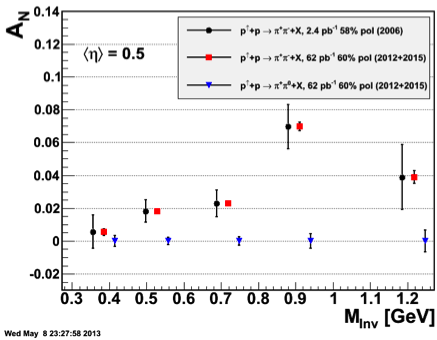 A_N
0.14
0.12
0.1
0.08
0.06
0.04
0.02
0
-0.02
⟨η⟩ = 0.5
p↑+p → π⁺π⁻+X, 2.4 pb⁻¹ 58% pol (2006)
p↑+p → π⁺π⁻+X, 62 pb⁻¹ 60% pol (2012+2015)
p↑+p → π⁺π⁰+X, 62 pb⁻¹ 60% pol (2012+2015)
0.3 0.4 0.5 0.6 0.7 0.8 0.9 1 1.1 1.2
M_Inv [GeV]
Wed May 8 23:27:58 2013